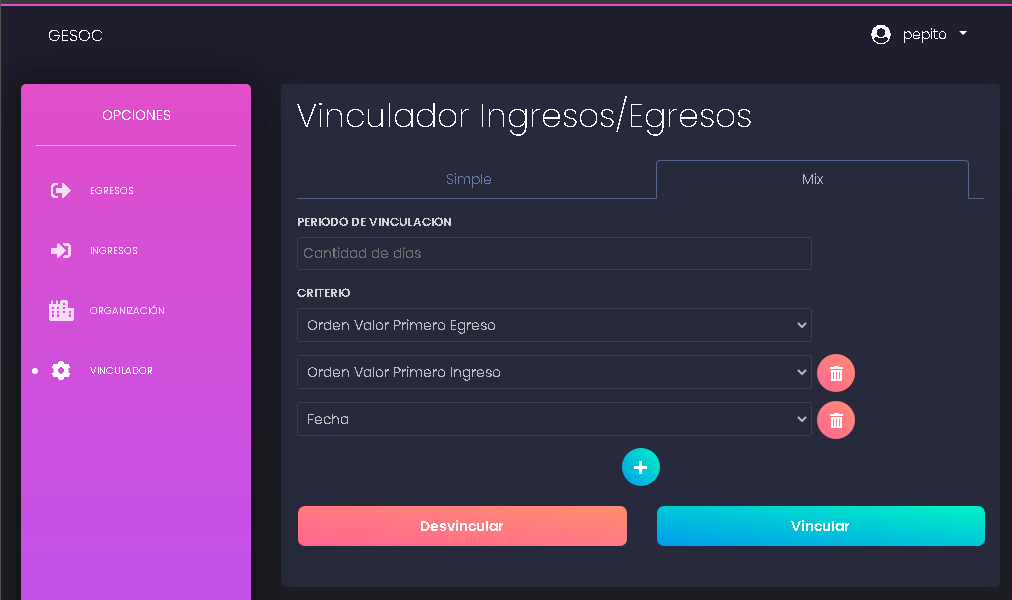 GESOC
pepito
OPCIONES
EGRESOS
INGRESOS
ORGANIZACIÓN
VINCULADOR
Vinculador Ingresos/Egresos
Simple
Mix
PERIODO DE VINCULACION
Cantidad de dias
CRITERIO
Orden Valor Primero Egreso
Orden Valor Primero Ingreso
Fecha
Desvincular
Vincular